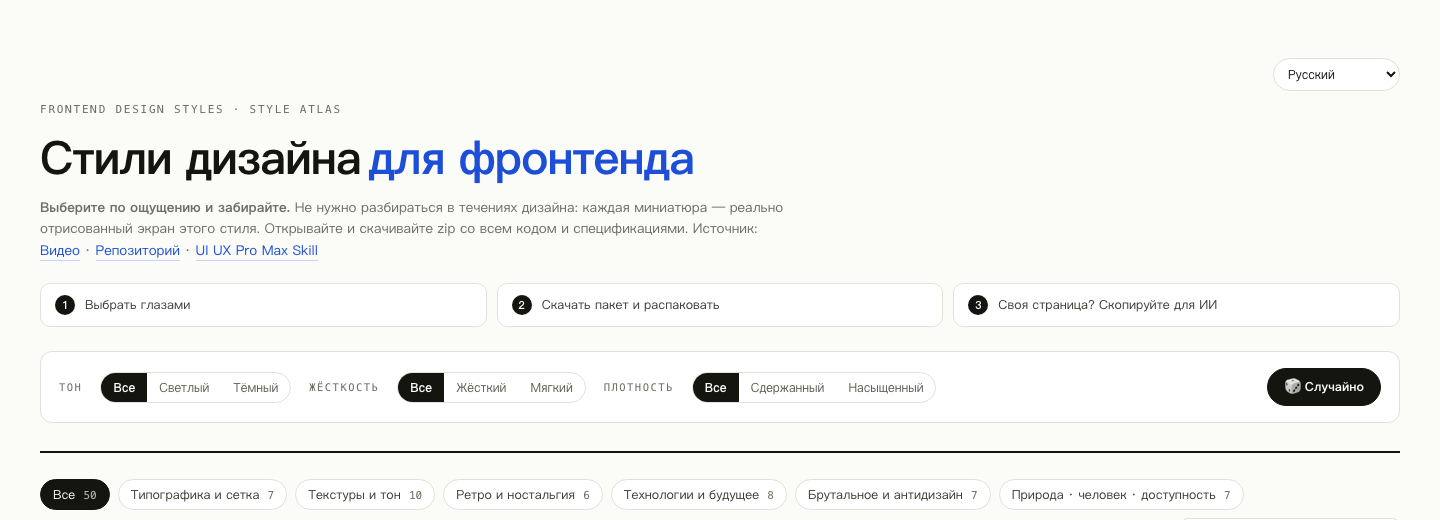 Русский
FRONTEND DESIGN STYLES · STYLE ATLAS
Стили дизайна для фронтенда
Выберите по ощущению и забирайте. Не нужно разбираться в течениях дизайна: каждая миниатюра — реально
отрисованный экран этого стиля. Открывайте и скачивайте zip со всем кодом и спецификациями. Источник:
Видео · Репозиторий · UI UX Pro Max Skill
1 Выбрать глазами
2 Скачать пакет и распаковать
3 Своя страница? Скопируйте для ИИ
ТОН Все Светлый Тёмный ЖЁСТКОСТЬ Все Жёсткий Мягкий ПЛОТНОСТЬ Все Сдержанный Насыщенный 🎲 Случайно
Все 50 Типографика и сетка 7 Текстуры и тон 10 Ретро и ностальгия 6 Технологии и будущее 8 Брутальное и антидизайн 7 Природа · человек · доступность 7